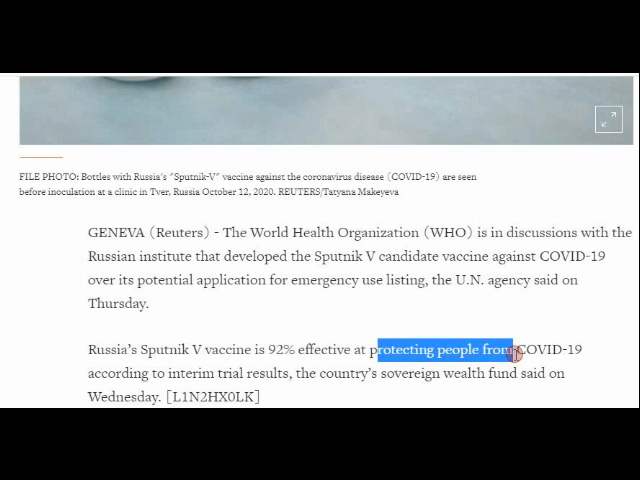 FILE PHOTO: Bottles with Russia's "Sputnik-V" vaccine against the coronavirus disease (COVID-19) are seen
before inoculation at a clinic in Tver, Russia October 12, 2020. REUTERS/Tatyana Makeyeva
GENEVA (Reuters) - The World Health Organization (WHO) is in discussions with the
Russian institute that developed the Sputnik V candidate vaccine against COVID-19
over its potential application for emergency use listing, the U.N. agency said on
Thursday.
Russia's Sputnik V vaccine is 92% effective at protecting people from COVID-19
according to interim trial results, the country's sovereign wealth fund said on
Wednesday. [L1N2HX0LK]